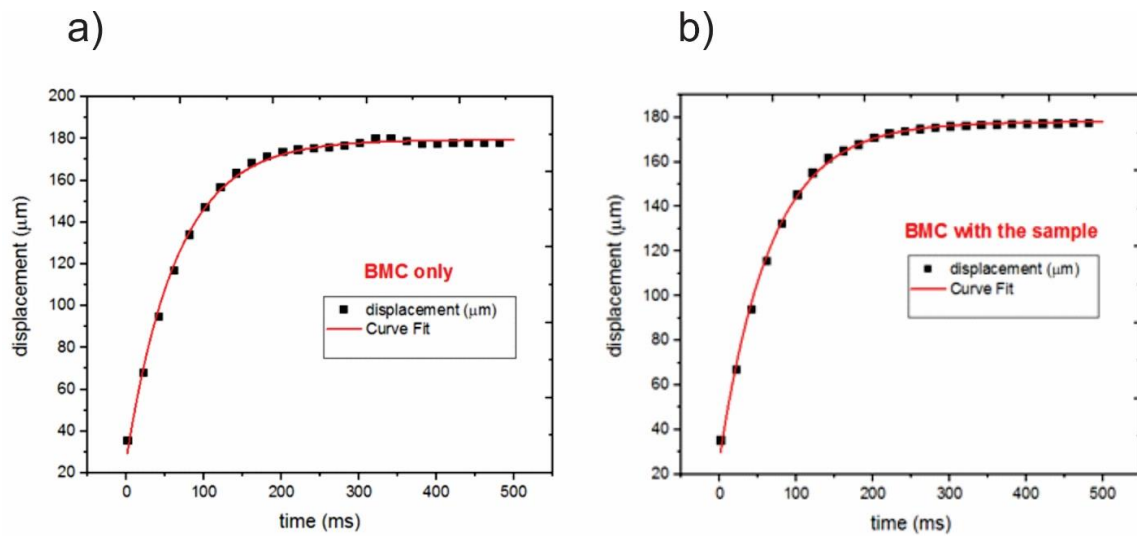 a)
200
180
160
140
120
100
80
60
40
20
displacement (μm)
BMC only
displacement (μm)
Curve Fit
0 100 200 300 400 500
time (ms)
b)
180
160
140
120
100
80
60
40
20
displacement (μm)
BMC with the sample
displacement (μm)
Curve Fit
0 100 200 300 400 500
time (ms)